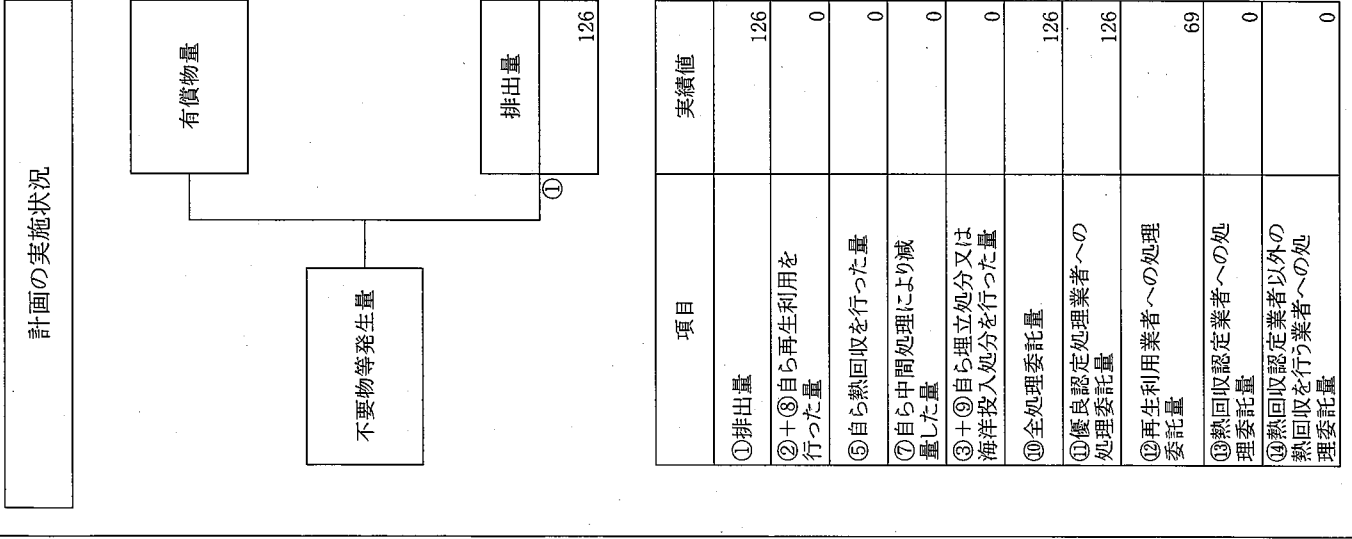 計画の実施状況
有償物量
不要物等発生量
排出量
①
126
項目
実績値
①排出量
126
②+⑧自ら再生利用を
行った量
0
⑤自ら熱回収を行った量
0
⑦自ら中間処理により減
量した量
0
③+⑨自ら埋立処分又は
海洋投入処分を行った量
0
⑩全処理委託量
126
⑪優良認定処理業者への
処理委託量
126
⑫再生利用業者への処理
委託量
69
⑬熱回収認定業者への処
理委託量
0
⑭熱回収認定業者以外の
熱回収を行う業者への処
理委託量
0